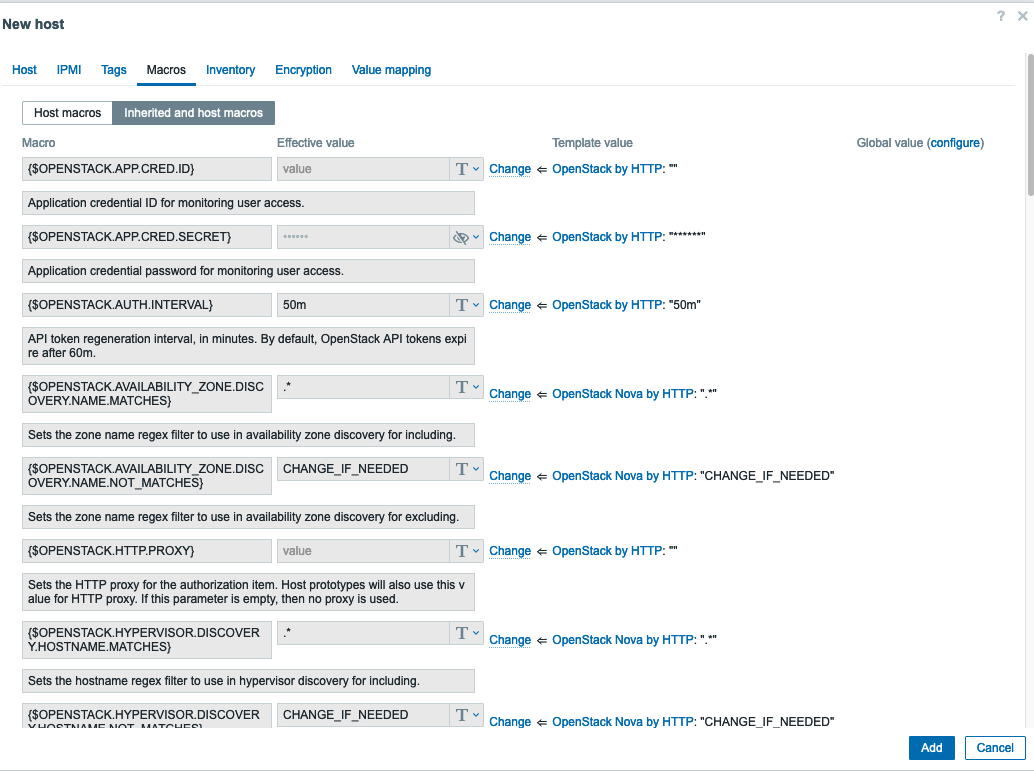 New host
? ×
Host IPMI Tags Macros Inventory Encryption Value mapping
Host macros Inherited and host macros
Macro Effective value Template value Global value (configure)
{$OPENSTACK.APP.CRED.ID} value T Change ⇐ OpenStack by HTTP: ""
Application credential ID for monitoring user access.
{$OPENSTACK.APP.CRED.SECRET} •••••• Change ⇐ OpenStack by HTTP: "******"
Application credential password for monitoring user access.
{$OPENSTACK.AUTH.INTERVAL} 50m T Change ⇐ OpenStack by HTTP: "50m"
API token regeneration interval, in minutes. By default, OpenStack API tokens expi
re after 60m.
{$OPENSTACK.AVAILABILITY_ZONE.DISC
OVERY.NAME.MATCHES} .* T Change ⇐ OpenStack Nova by HTTP: ".*"
Sets the zone name regex filter to use in availability zone discovery for including.
{$OPENSTACK.AVAILABILITY_ZONE.DISC
OVERY.NAME.NOT_MATCHES} CHANGE_IF_NEEDED T Change ⇐ OpenStack Nova by HTTP: "CHANGE_IF_NEEDED"
Sets the zone name regex filter to use in availability zone discovery for excluding.
{$OPENSTACK.HTTP.PROXY} value T Change ⇐ OpenStack by HTTP: ""
Sets the HTTP proxy for the authorization item. Host prototypes will also use this v
alue for HTTP proxy. If this parameter is empty, then no proxy is used.
{$OPENSTACK.HYPERVISOR.DISCOVER
Y.HOSTNAME.MATCHES} .* T Change ⇐ OpenStack Nova by HTTP: ".*"
Sets the hostname regex filter to use in hypervisor discovery for including.
{$OPENSTACK.HYPERVISOR.DISCOVER
Y.HOSTNAME.NOT_MATCHES} CHANGE_IF_NEEDED T Change ⇐ OpenStack Nova by HTTP: "CHANGE_IF_NEEDED"
Add Cancel